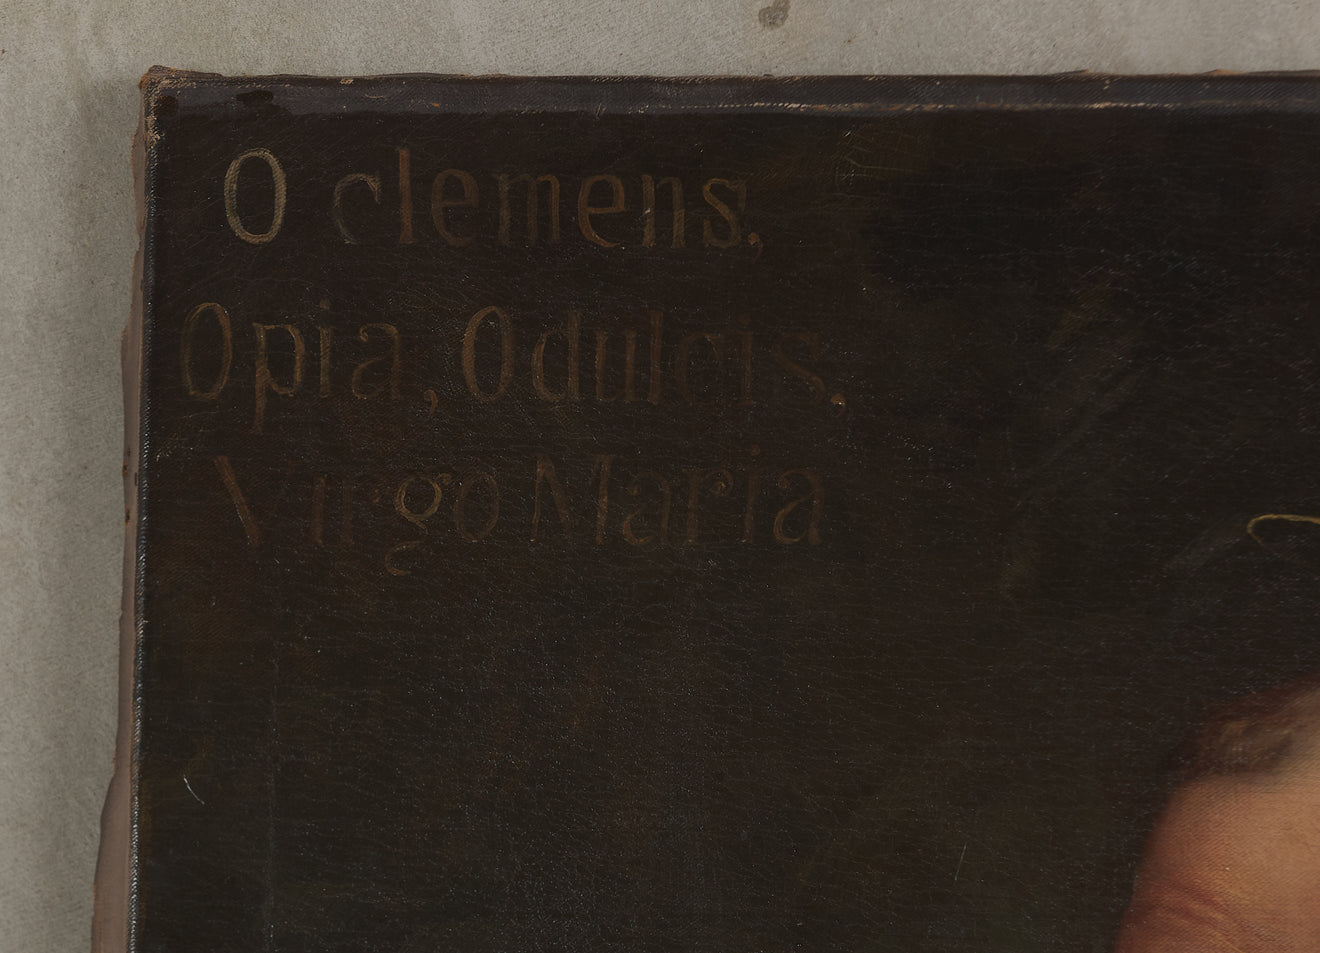 O clemens,
O pia, O dulcis,
Virgo Maria